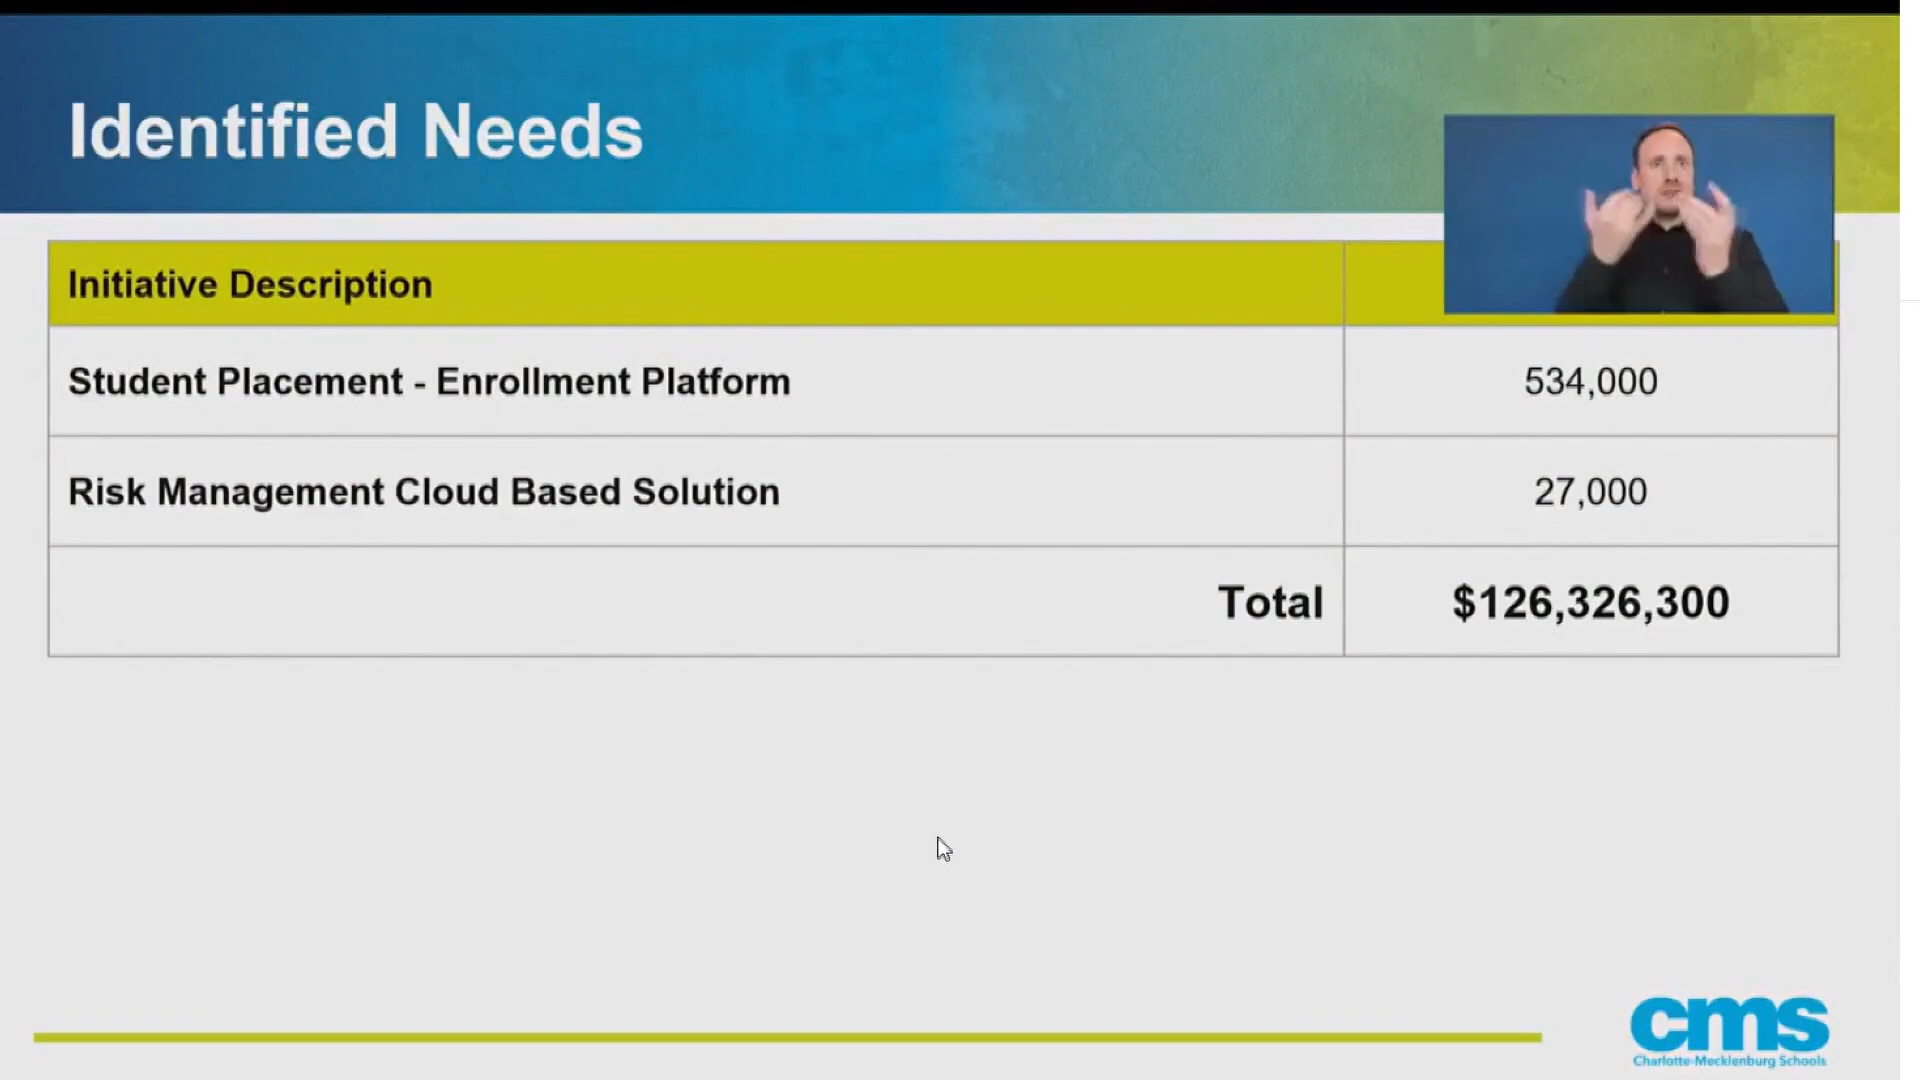 Identified Needs
Initiative Description
Student Placement - Enrollment Platform 534,000
Risk Management Cloud Based Solution 27,000
Total $126,326,300
cms
Charlotte-Mecklenburg Schools